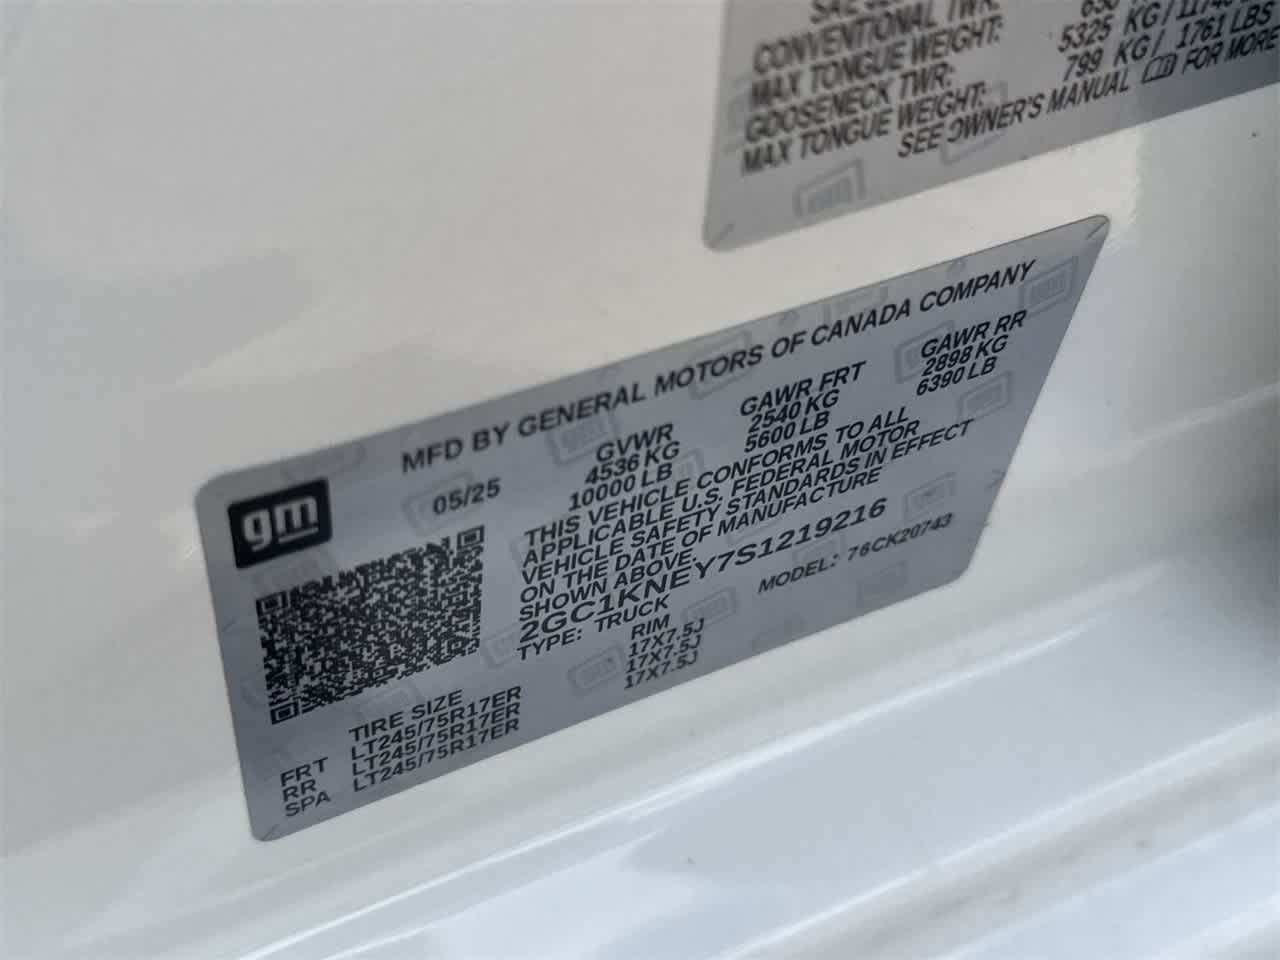 CONVENTIONAL TWR:
MAX TONGUE WEIGHT: 5325 KG/
GOOSENECK TWR: 799 KG/ 1761 LBS
MAX TONGUE WEIGHT:
SEE OWNER'S MANUAL FOR MORE
MFD BY GENERAL MOTORS OF CANADA COMPANY
gm
05/25 GVWR GAWR FRT GAWR RR
4536 KG 2540 KG 2898 KG
10000 LB 5600 LB 6390 LB
THIS VEHICLE CONFORMS TO ALL
APPLICABLE U.S. FEDERAL MOTOR
VEHICLE SAFETY STANDARDS IN EFFECT
ON THE DATE OF MANUFACTURE
SHOWN ABOVE.
2GC1KNEY7S1219216
TYPE: TRUCK MODEL: 76CK20743
TIRE SIZE RIM
FRT LT245/75R17ER 17X7.5J
RR LT245/75R17ER 17X7.5J
SPA LT245/75R17ER 17X7.5J